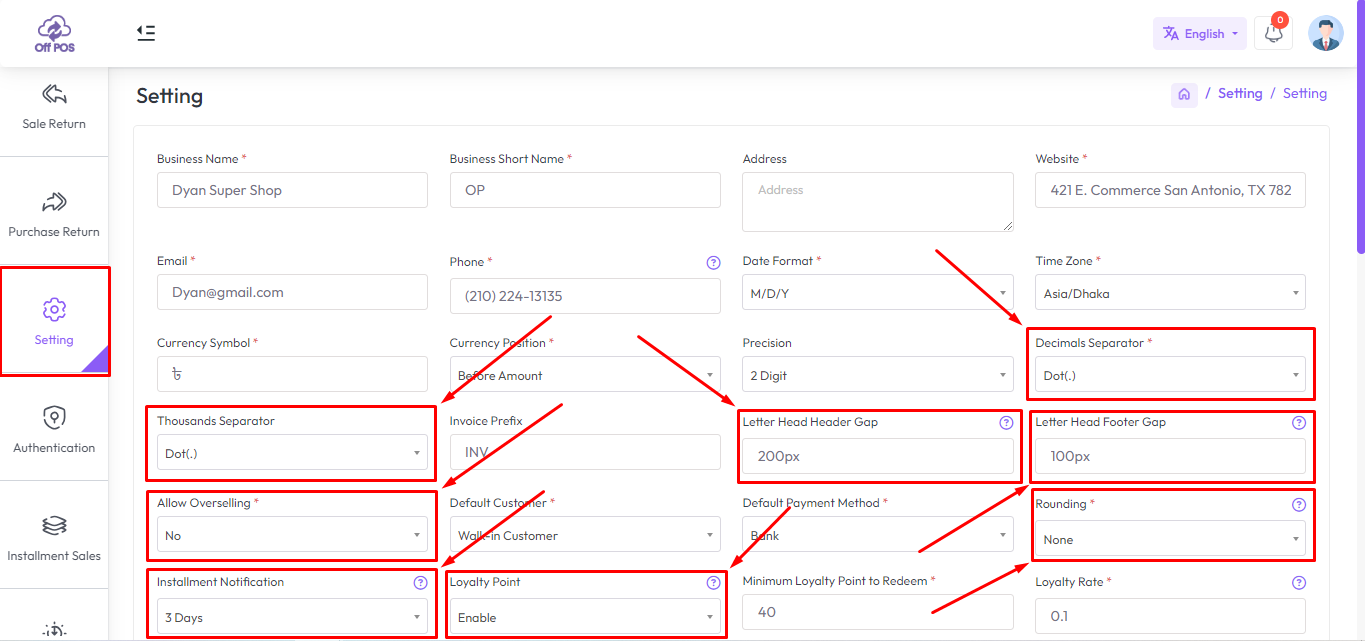 Off POS
English
0
Sale Return
Purchase Return
Setting
Authentication
Installment Sales
Setting
/ Setting / Setting
Business Name *
Dyan Super Shop
Business Short Name *
OP
Address
Address
Website *
421 E. Commerce San Antonio, TX 782
Email *
Dyan@gmail.com
Phone *
?
(210) 224-13135
Date Format *
M/D/Y
Time Zone *
Asia/Dhaka
Currency Symbol *
৳
Currency Position *
Before Amount
Precision
2 Digit
Decimals Separator *
Dot(.)
Thousands Separator
Dot(.)
Invoice Prefix
INV
Letter Head Header Gap
?
200px
Letter Head Footer Gap
?
100px
Allow Overselling *
No
Default Customer *
Walk-in Customer
Default Payment Method *
Bank
Rounding *
?
None
Installment Notification
?
3 Days
Loyalty Point
?
Enable
Minimum Loyalty Point to Redeem *
40
Loyalty Rate *
?
0.1